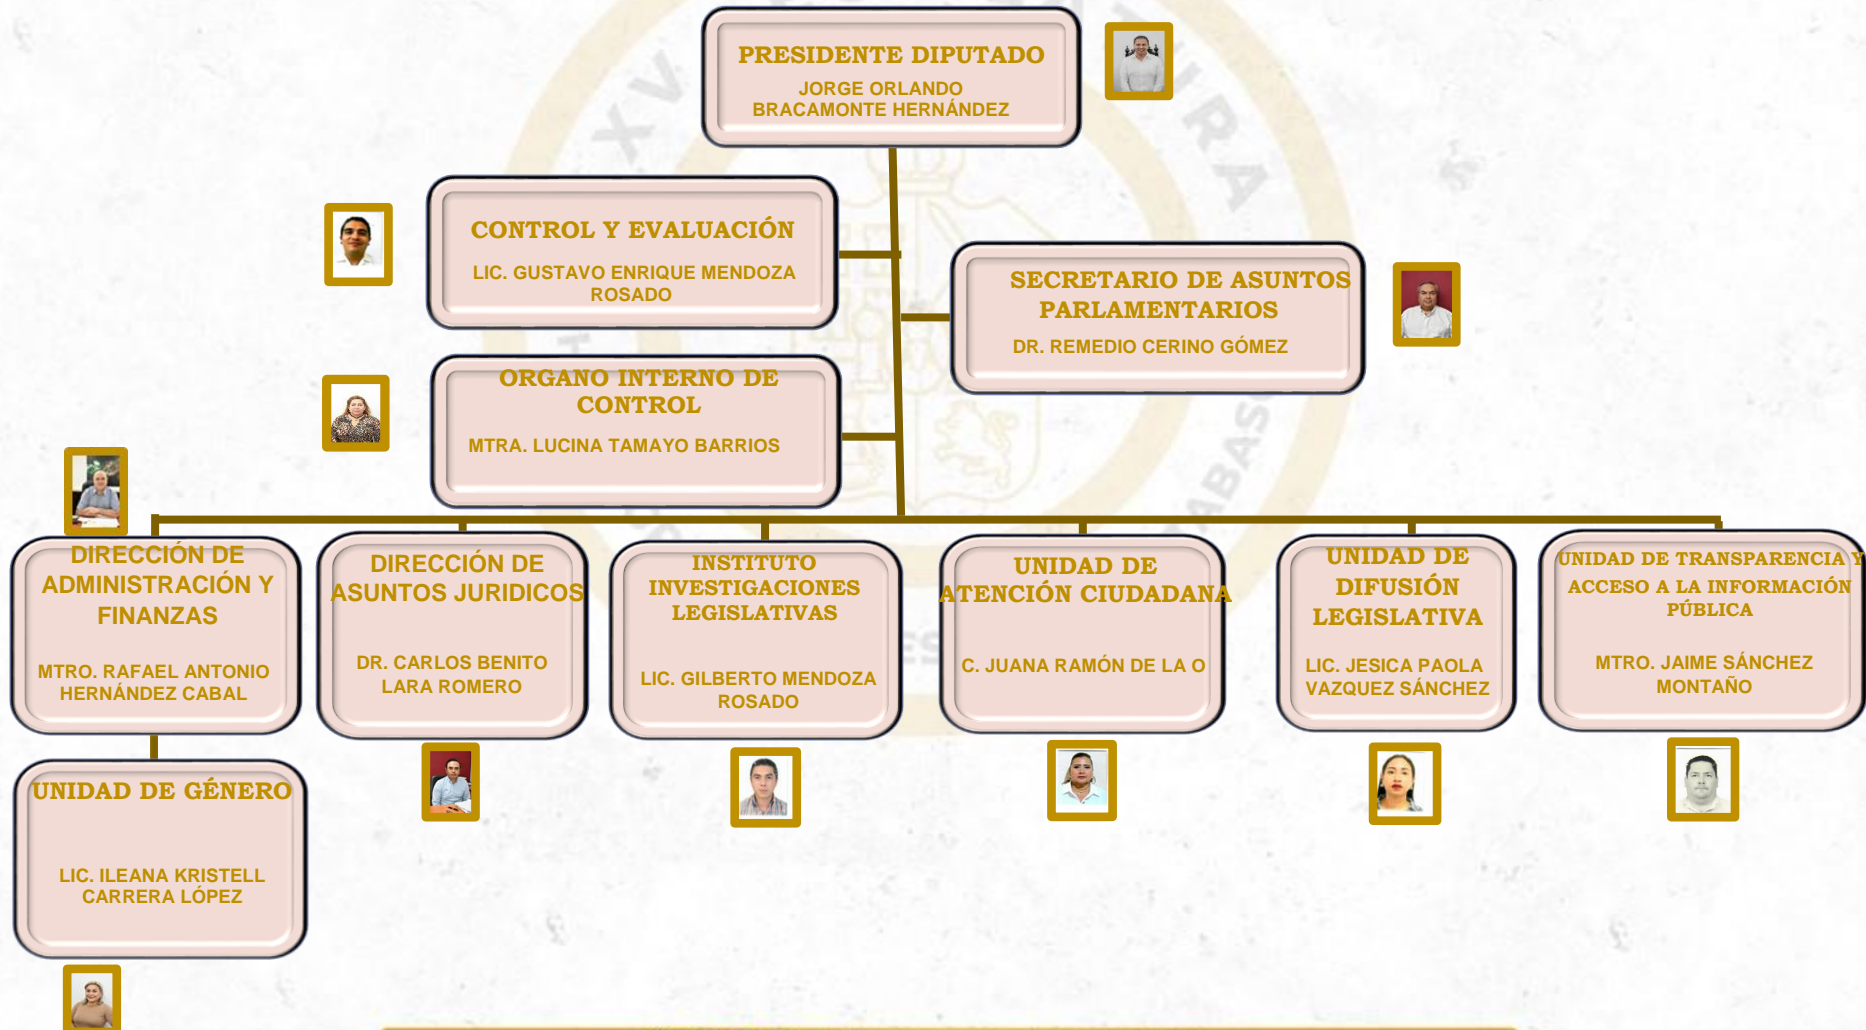 PRESIDENTE DIPUTADO
JORGE ORLANDO
BRACAMONTE HERNÁNDEZ
CONTROL Y EVALUACIÓN
LIC. GUSTAVO ENRIQUE MENDOZA
ROSADO
SECRETARIO DE ASUNTOS
PARLAMENTARIOS
DR. REMEDIO CERINO GÓMEZ
ORGANO INTERNO DE
CONTROL
MTRA. LUCINA TAMAYO BARRIOS
DIRECCIÓN DE
ADMINISTRACIÓN Y
FINANZAS
MTRO. RAFAEL ANTONIO
HERNÁNDEZ CABAL
DIRECCIÓN DE
ASUNTOS JURIDICOS
DR. CARLOS BENITO
LARA ROMERO
INSTITUTO
INVESTIGACIONES
LEGISLATIVAS
LIC. GILBERTO MENDOZA
ROSADO
UNIDAD DE
ATENCIÓN CIUDADANA
C. JUANA RAMÓN DE LA O
UNIDAD DE
DIFUSIÓN
LEGISLATIVA
LIC. JESICA PAOLA
VAZQUEZ SÁNCHEZ
UNIDAD DE TRANSPARENCIA Y
ACCESO A LA INFORMACIÓN
PÚBLICA
MTRO. JAIME SÁNCHEZ
MONTAÑO
UNIDAD DE GÉNERO
LIC. ILEANA KRISTELL
CARRERA LÓPEZ